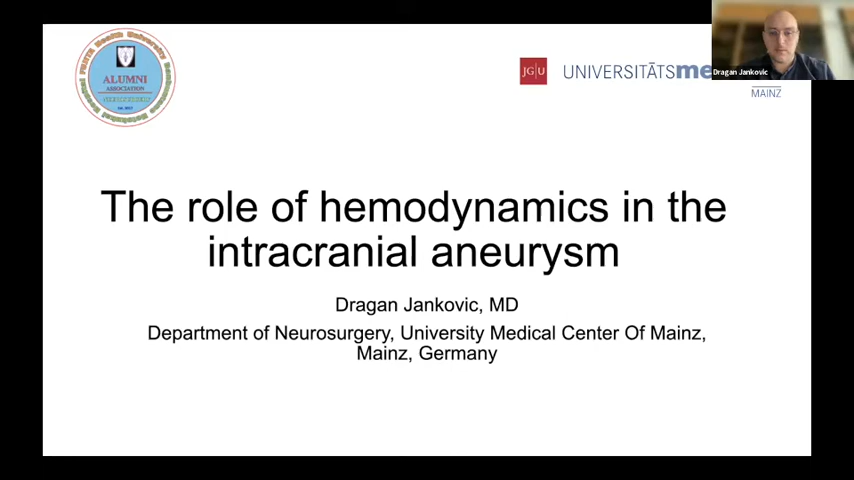 ALUMNI
ASSOCIATION
JG|U
UNIVERSITÄTSme
MAINZ
Dragan Jankovic
The role of hemodynamics in the
intracranial aneurysm
Dragan Jankovic, MD
Department of Neurosurgery, University Medical Center Of Mainz,
Mainz, Germany